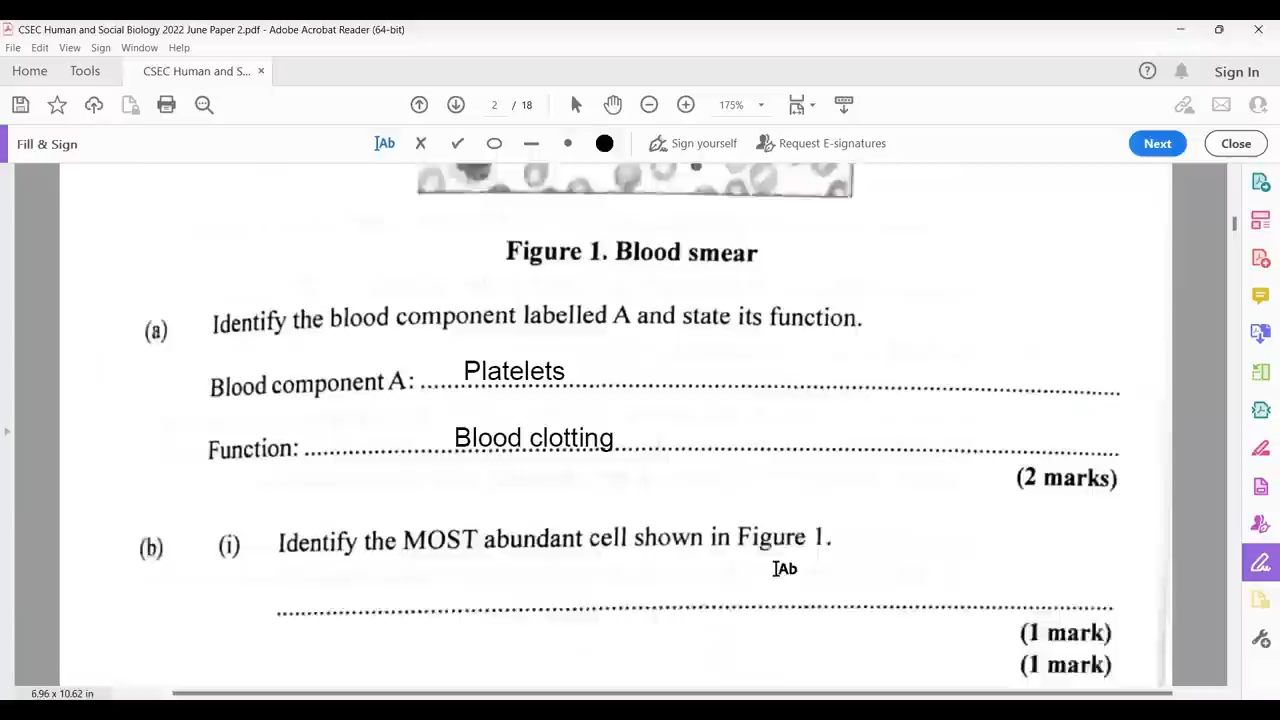 CSEC Human and Social Biology 2022 June Paper 2.pdf - Adobe Acrobat Reader (64-bit)
File Edit View Sign Window Help
Home Tools CSEC Human and S... × ? Sign In
2 / 18 175%
Fill & Sign IAb Sign yourself Request E-signatures Next Close
Figure 1. Blood smear
(a) Identify the blood component labelled A and state its function.
Blood component A: Platelets
Function: Blood clotting
(2 marks)
(b) (i) Identify the MOST abundant cell shown in Figure 1.
IAb
(1 mark)
(1 mark)
6.96 x 10.62 in